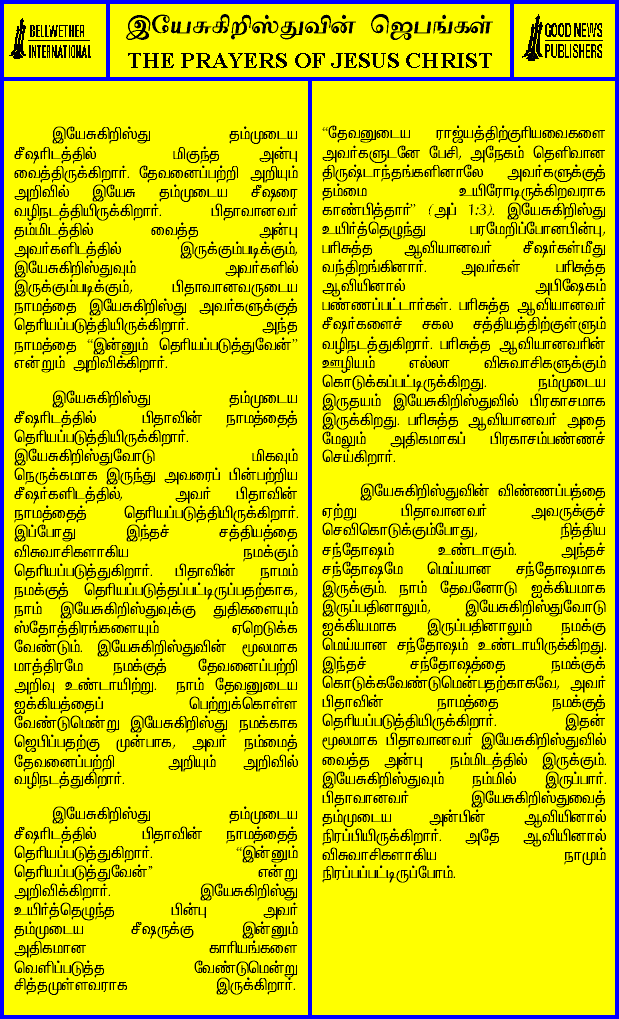 BELLWETHER
INTERNATIONAL
இயேசுகிறிஸ்துவின் ஜெபங்கள்
THE PRAYERS OF JESUS CHRIST
GOOD NEWS
PUBLISHERS
இயேசுகிறிஸ்து தம்முடைய
சீஷரிடத்தில் மிகுந்த அன்பு
வைத்திருக்கிறார். தேவனைப்பற்றி அறியும்
அறிவில் இயேசு தம்முடைய சீஷரை
வழிநடத்தியிருக்கிறார். பிதாவானவர்
தம்மிடத்தில் வைத்த அன்பு
அவர்களிடத்தில் இருக்கும்படிக்கும்,
இயேசுகிறிஸ்துவும் அவர்களில்
இருக்கும்படிக்கும், பிதாவானவருடைய
நாமத்தை இயேசுகிறிஸ்து அவர்களுக்குத்
தெரியப்படுத்தியிருக்கிறார். அந்த
நாமத்தை “இன்னும் தெரியப்படுத்துவேன்”
என்றும் அறிவிக்கிறார்.
இயேசுகிறிஸ்து தம்முடைய
சீஷரிடத்தில் பிதாவின் நாமத்தைத்
தெரியப்படுத்தியிருக்கிறார்.
இயேசுகிறிஸ்துவோடு மிகவும்
நெருக்கமாக இருந்து அவரைப் பின்பற்றிய
சீஷர்களிடத்தில், அவர் பிதாவின்
நாமத்தைத் தெரியப்படுத்தியிருக்கிறார்.
இப்போது இந்தச் சத்தியத்தை
விசுவாசிகளாகிய நமக்கும்
தெரியப்படுத்துகிறார். பிதாவின் நாமம்
நமக்குத் தெரியப்படுத்தப்பட்டிருப்பதற்காக,
நாம் இயேசுகிறிஸ்துவுக்கு துதிகளையும்
ஸ்தோத்திரங்களையும் ஏறெடுக்க
வேண்டும். இயேசுகிறிஸ்துவின் மூலமாக
மாத்திரமே நமக்குத் தேவனைப்பற்றி
அறிவு உண்டாயிற்று. நாம் தேவனுடைய
ஐக்கியத்தைப் பெற்றுக்கொள்ள
வேண்டுமென்று இயேசுகிறிஸ்து நமக்காக
ஜெபிப்பதற்கு முன்பாக, அவர் நம்மைத்
தேவனைப்பற்றி அறியும் அறிவில்
வழிநடத்துகிறார்.
இயேசுகிறிஸ்து தம்முடைய
சீஷரிடத்தில் பிதாவின் நாமத்தைத்
தெரியப்படுத்துகிறார். “இன்னும்
தெரியப்படுத்துவேன்” என்று
அறிவிக்கிறார். இயேசுகிறிஸ்து
உயிர்த்தெழுந்த பின்பு அவர்
தம்முடைய சீஷருக்கு இன்னும்
அதிகமான காரியங்களை
வெளிப்படுத்த வேண்டுமென்று
சித்தமுள்ளவராக இருக்கிறார்.
“தேவனுடைய ராஜ்யத்திற்குரியவைகளை
அவர்களுடனே பேசி, அநேகம் தெளிவான
திருஷ்டாந்தங்களினாலே அவர்களுக்குத்
தம்மை உயிரோடிருக்கிறவராக
காண்பித்தார்” (அப் 1:3). இயேசுகிறிஸ்து
உயிர்த்தெழுந்து பரமேறிப்போனபின்பு,
பரிசுத்த ஆவியானவர் சீஷர்கள்மீது
வந்திறங்கினார். அவர்கள் பரிசுத்த
ஆவியினால் அபிஷேகம்
பண்ணப்பட்டார்கள். பரிசுத்த ஆவியானவர்
சீஷர்களைச் சகல சத்தியத்திற்குள்ளும்
வழிநடத்துகிறார். பரிசுத்த ஆவியானவரின்
ஊழியம் எல்லா விசுவாசிகளுக்கும்
கொடுக்கப்பட்டிருக்கிறது. நம்முடைய
இருதயம் இயேசுகிறிஸ்துவில் பிரகாசமாக
இருக்கிறது. பரிசுத்த ஆவியானவர் அதை
மேலும் அதிகமாகப் பிரகாசம்பண்ணச்
செய்கிறார்.
இயேசுகிறிஸ்துவின் விண்ணப்பத்தை
ஏற்று பிதாவானவர் அவருக்குச்
செவிகொடுக்கும்போது, நித்திய
சந்தோஷம் உண்டாகும். அந்தச்
சந்தோஷமே மெய்யான சந்தோஷமாக
இருக்கும். நாம் தேவனோடு ஐக்கியமாக
இருப்பதினாலும், இயேசுகிறிஸ்துவோடு
ஐக்கியமாக இருப்பதினாலும் நமக்கு
மெய்யான சந்தோஷம் உண்டாயிருக்கிறது.
இந்தச் சந்தோஷத்தை நமக்குக்
கொடுக்கவேண்டுமென்பதற்காகவே, அவர்
பிதாவின் நாமத்தை நமக்குத்
தெரியப்படுத்தியிருக்கிறார். இதன்
மூலமாக பிதாவானவர் இயேசுகிறிஸ்துவில்
வைத்த அன்பு நம்மிடத்தில் இருக்கும்.
இயேசுகிறிஸ்துவும் நம்மில் இருப்பார்.
பிதாவானவர் இயேசுகிறிஸ்துவைத்
தம்முடைய அன்பின் ஆவியினால்
நிரப்பியிருக்கிறார். அதே ஆவியினால்
விசுவாசிகளாகிய நாமும்
நிரப்பப்பட்டிருப்போம்.